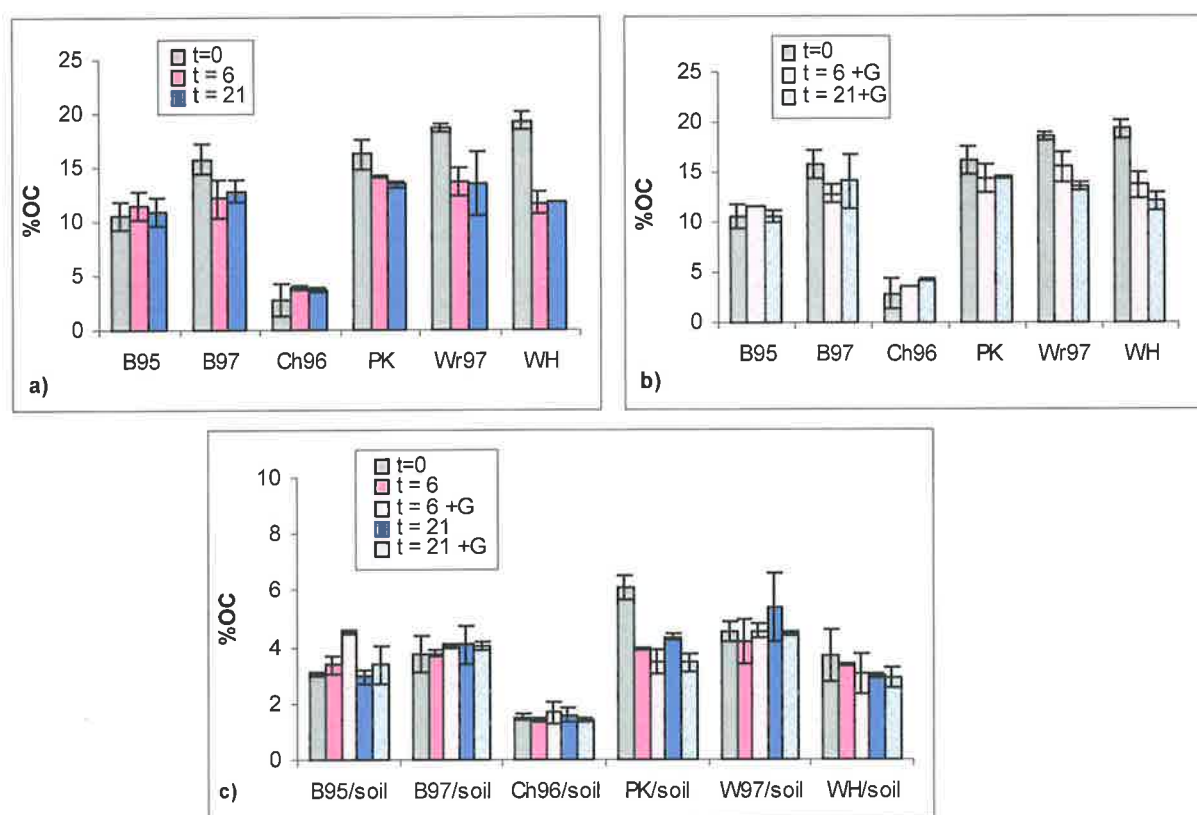 t=0
t = 6
t = 21
25
20
15
10
5
0
%OC
B95 B97 Ch96 PK Wr97 WH
a)
t=0
t = 6 +G
t = 21+G
25
20
15
10
5
0
%OC
B95 B97 Ch96 PK Wr97 WH
b)
t=0
t = 6
t = 6 +G
t = 21
t = 21 +G
10
8
6
4
2
0
%OC
B95/soil B97/soil Ch96/soil PK/soil W97/soil WH/soil
c)